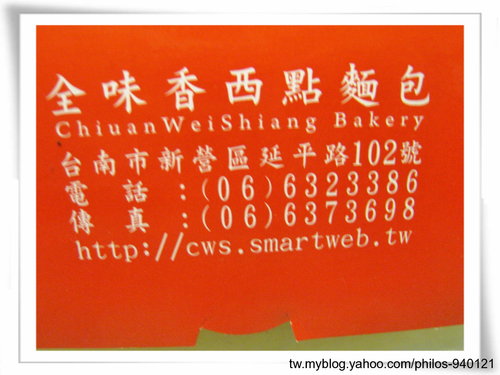 全味香西點麵包
ChiuanWeiShiang Bakery
台南市新營區延平路102號
電話:(06)6323386
傳真:(06)6373698
http://cws.smartweb.tw
tw.myblog.yahoo.com/philos-940121